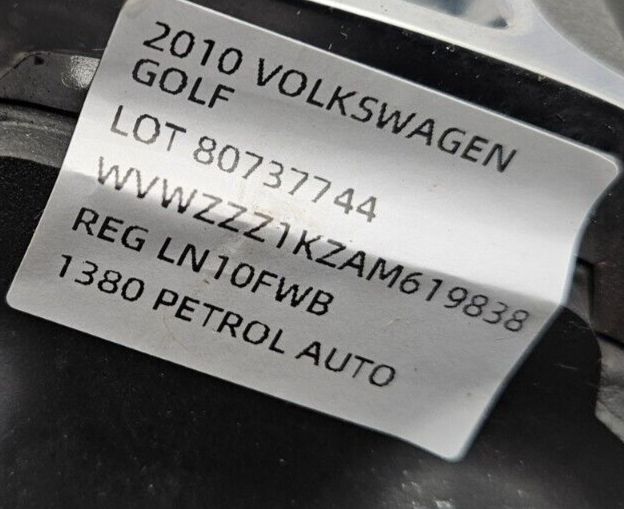 2010 VOLKSWAGEN
GOLF
LOT 80737744
WVWZZZ1KZAM619838
REG LN10FWB
1380 PETROL AUTO